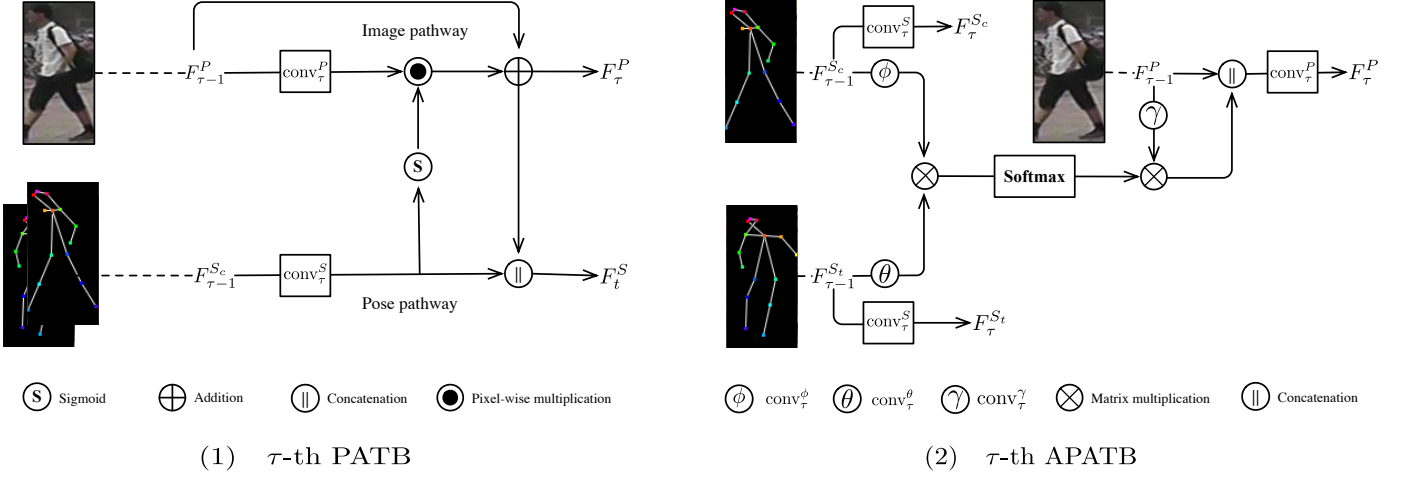 Image pathway
F^P_{τ-1} conv^P_τ F^P_τ
S
F^{S_c}_{τ-1} conv^S_τ || F^S_t
Pose pathway
S Sigmoid Addition || Concatenation Pixel-wise multiplication
(1) τ-th PATB
conv^S_τ F^{S_c}_τ
F^{S_c}_{τ-1} ϕ F^P_{τ-1} || conv^P_τ F^P_τ
γ
Softmax
F^{S_t}_{τ-1} θ
conv^S_τ F^{S_t}_τ
ϕ conv^ϕ_τ θ conv^θ_τ γ conv^γ_τ Matrix multiplication || Concatenation
(2) τ-th APATB